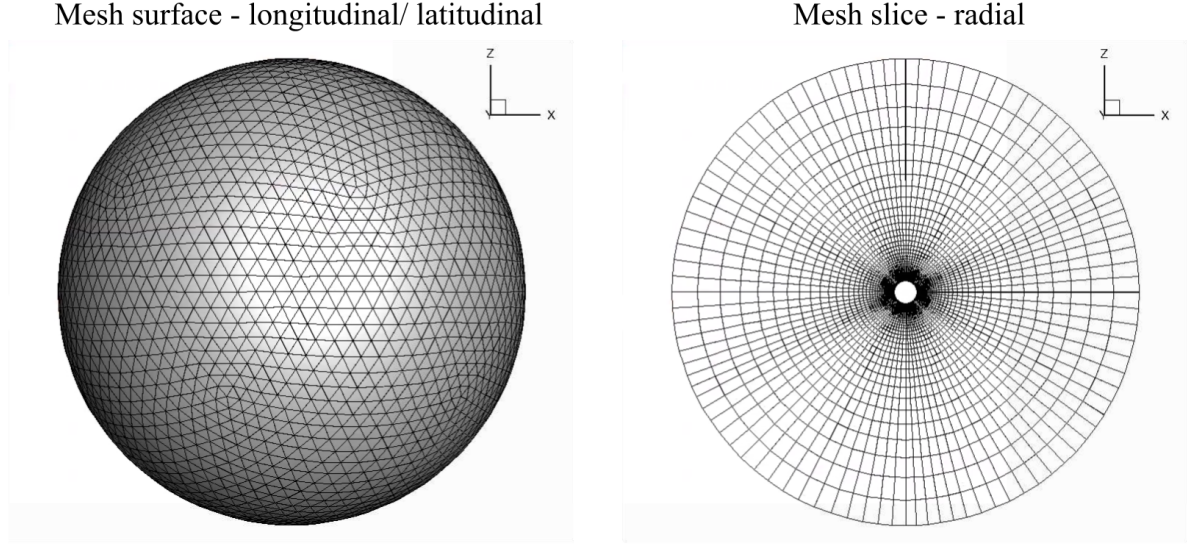 Mesh surface - longitudinal/ latitudinal
Mesh slice - radial
Z
Y
X
Z
Y
X